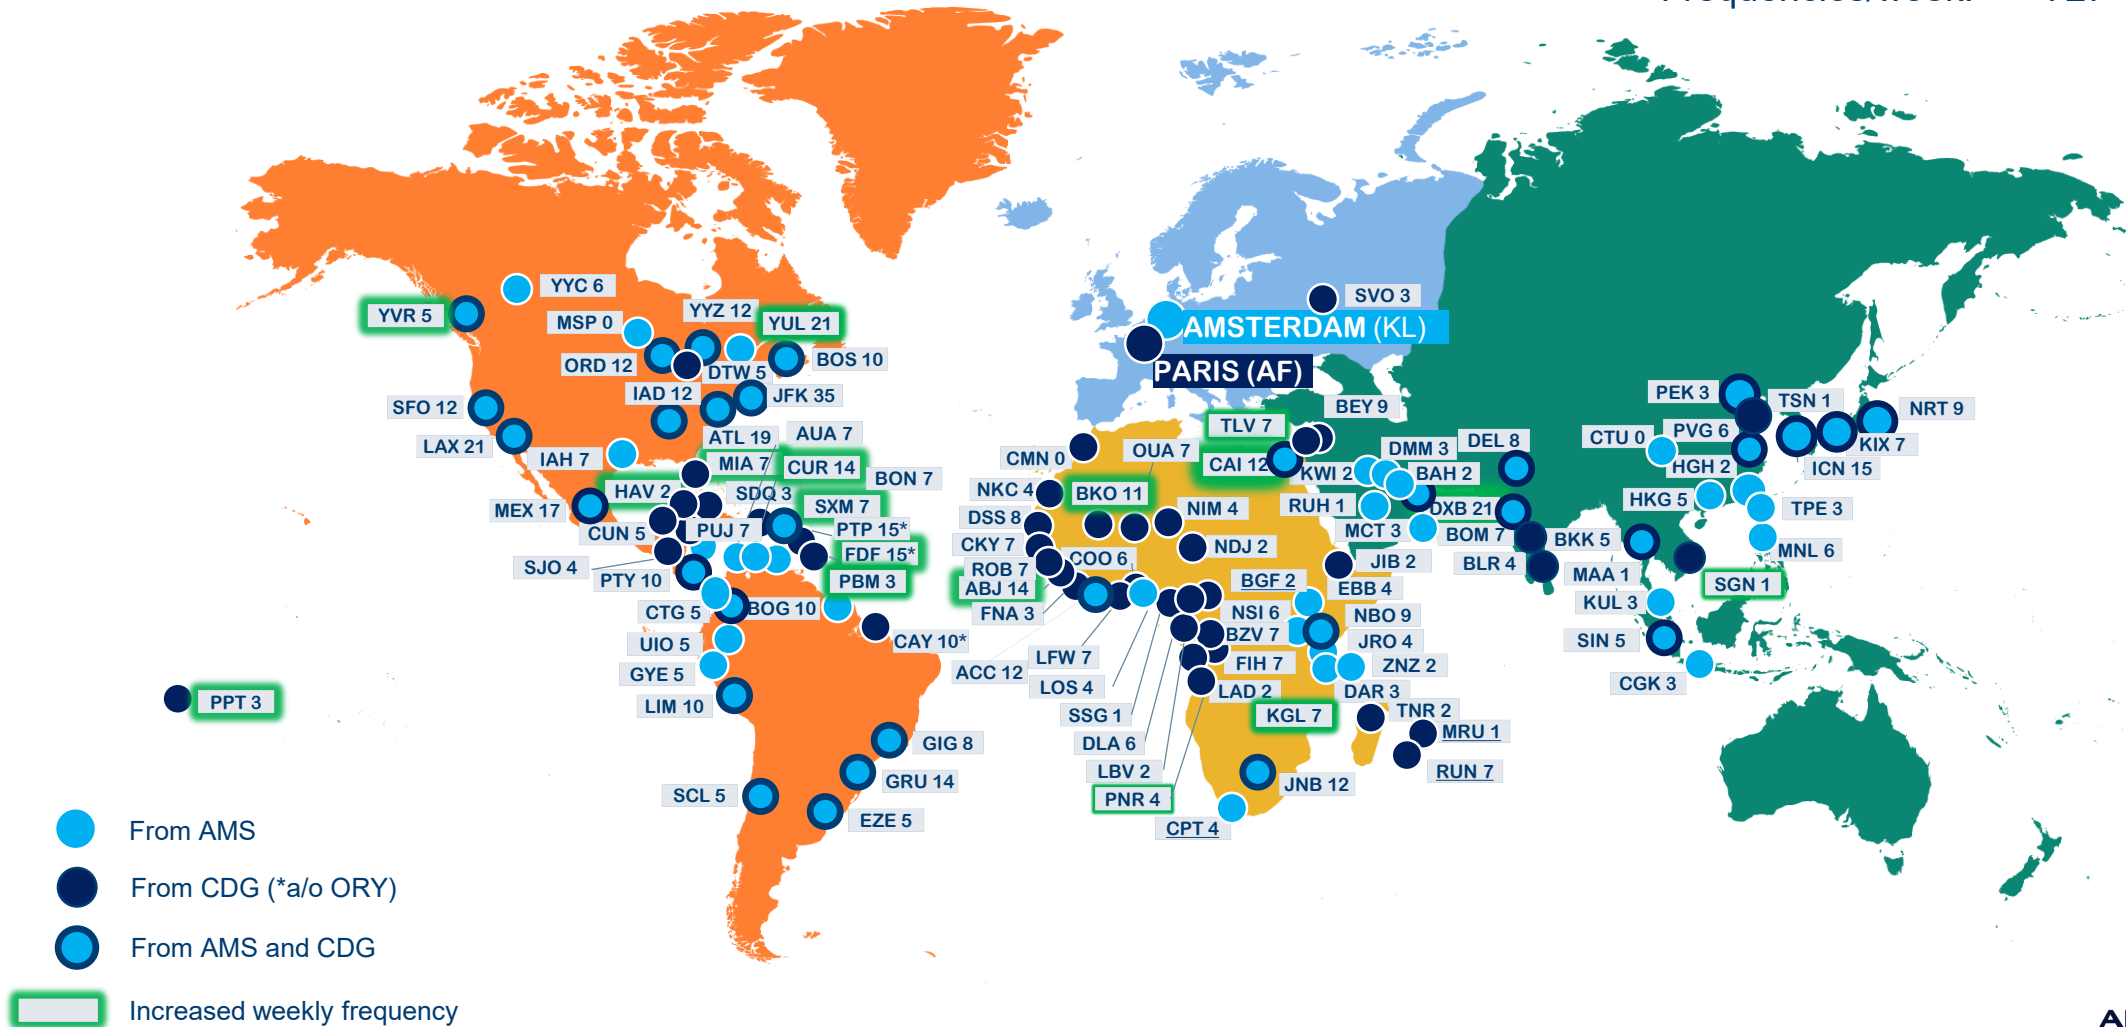 YYC 6
YVR 5
MSP 0
YYZ 12
YUL 21
ORD 12
DTW 5
BOS 10
IAD 12
JFK 35
SFO 12
LAX 21
ATL 19
AUA 7
IAH 7
MIA 7
CUR 14
BON 7
HAV 2
SDQ 3
SXM 7
MEX 17
CUN 5
PUJ 7
PTP 15*
FDF 15*
SJO 4
PTY 10
PBM 3
CTG 5
BOG 10
CAY 10*
UIO 5
GYE 5
LIM 10
PPT 3
GIG 8
GRU 14
SCL 5
EZE 5
SVO 3
AMSTERDAM (KL)
PARIS (AF)
BEY 9
TLV 7
CAI 12
CMN 0
OUA 7
NKC 4
BKO 11
DSS 8
NIM 4
CKY 7
COO 6
NDJ 2
ROB 7
ABJ 14
FNA 3
JIB 2
BGF 2
EBB 4
NSI 6
NBO 9
BZV 7
JRO 4
LFW 7
FIH 7
ZNZ 2
ACC 12
LOS 4
LAD 2
DAR 3
SSG 1
KGL 7
TNR 2
DLA 6
MRU 1
LBV 2
RUN 7
PNR 4
JNB 12
CPT 4
DMM 3
DEL 8
KWI 2
BAH 2
RUH 1
DXB 21
MCT 3
BOM 7
BKK 5
BLR 4
MAA 1
SGN 1
KUL 3
SIN 5
CGK 3
PEK 3
TSN 1
NRT 9
CTU 0
PVG 6
KIX 7
HGH 2
ICN 15
HKG 5
TPE 3
MNL 6
From AMS
From CDG (*a/o ORY)
From AMS and CDG
Increased weekly frequency